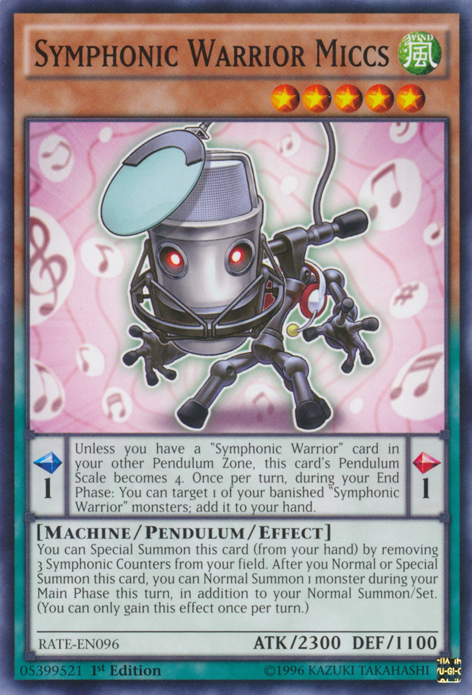 SYMPHONIC WARRIOR MICCS
WIND
風
Unless you have a "Symphonic Warrior" card in
your other Pendulum Zone, this card's Pendulum
Scale becomes 4. Once per turn, during your End
Phase: You can target 1 of your banished "Symphonic
Warrior" monsters; add it to your hand.
1
1
[MACHINE/PENDULUM/EFFECT]
You can Special Summon this card (from your hand) by removing
3 Symphonic Counters from your field. After you Normal or Special
Summon this card, you can Normal Summon 1 monster during your
Main Phase this turn, in addition to your Normal Summon/Set.
(You can only gain this effect once per turn.)
RATE-EN096
ATK/2300 DEF/1100
05399521 1st Edition
©1996 KAZUKI TAKAHASHI